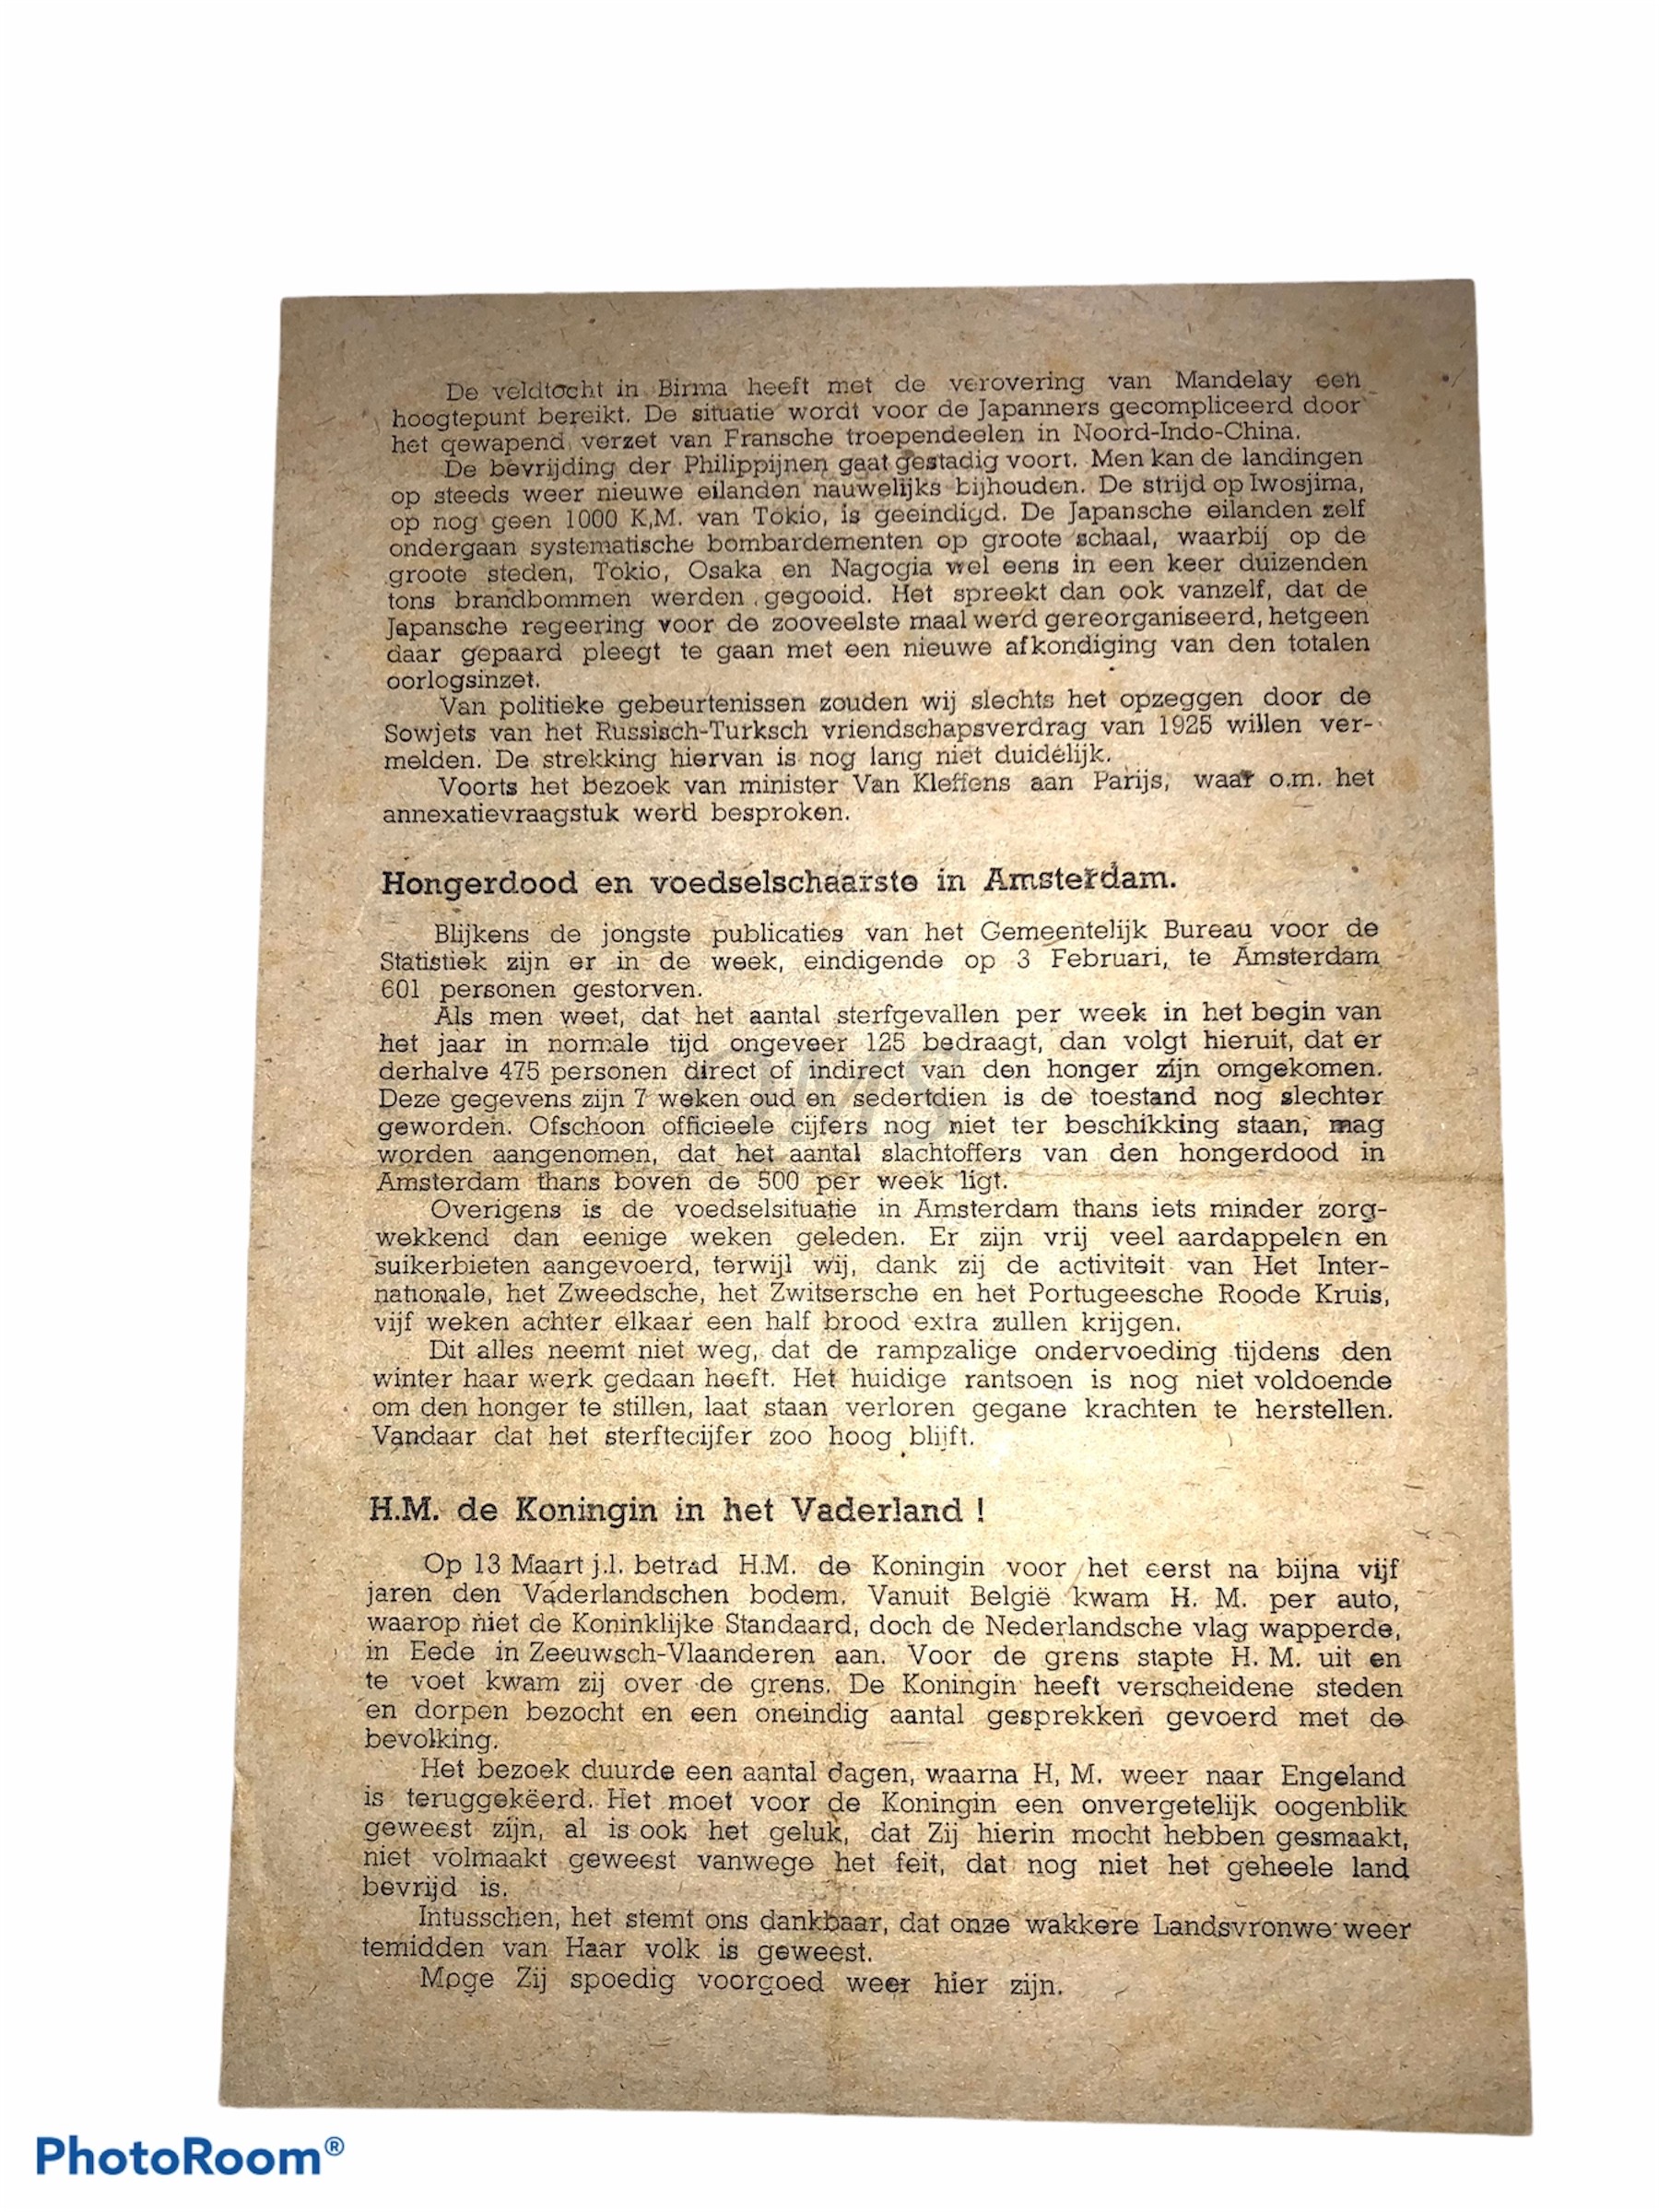 De veldtocht in Birma heeft met de verovering van Mandelay een
hoogtepunt bereikt. De situatie wordt voor de Japanners gecompliceerd door
het gewapend verzet van Fransche troependeelen in Noord-Indo-China.
De bevrijding der Philippijnen gaat gestadig voort. Men kan de landingen
op steeds weer nieuwe eilanden nauwelijks bijhouden. De strijd op Iwosjima,
op nog geen 1000 K.M. van Tokio, is geeindigd. De Japansche eilanden zelf
ondergaan systematische bombardementen op groote schaal, waarbij op de
groote steden, Tokio, Osaka en Nagogia wel eens in een keer duizenden
tons brandbommen werden gegooid. Het spreekt dan ook vanzelf, dat de
Japansche regeering voor de zooveelste maal werd gereorganiseerd, hetgeen
daar gepaard pleegt te gaan met een nieuwe afkondiging van den totalen
oorlogsinzet.
Van politieke gebeurtenissen zouden wij slechts het opzeggen door de
Sowjets van het Russisch-Turksch vriendschapsverdrag van 1925 willen ver-
melden. De strekking hiervan is nog lang niet duidelijk.
Voorts het bezoek van minister Van Kleffens aan Parijs, waar o.m. het
annexatievraagstuk werd besproken.
Hongerdood en voedselschaarste in Amsterdam.
Blijkens de jongste publicaties van het Gemeentelijk Bureau voor de
Statistiek zijn er in de week, eindigende op 3 Februari, te Amsterdam
601 personen gestorven.
Als men weet, dat het aantal sterfgevallen per week in het begin van
het jaar in normale tijd ongeveer 125 bedraagt, dan volgt hieruit, dat er
derhalve 475 personen direct of indirect van den honger zijn omgekomen.
Deze gegevens zijn 7 weken oud en sedertdien is de toestand nog slechter
geworden. Ofschoon officieele cijfers nog niet ter beschikking staan, mag
worden aangenomen, dat het aantal slachtoffers van den hongerdood in
Amsterdam thans boven de 500 per week ligt.
Overigens is de voedselsituatie in Amsterdam thans iets minder zorg-
wekkend dan eenige weken geleden. Er zijn vrij veel aardappelen en
suikerbieten aangevoerd, terwijl wij, dank zij de activiteit van Het Inter-
nationale, het Zweedsche, het Zwitsersche en het Portugeesche Roode Kruis,
vijf weken achter elkaar een half brood extra zullen krijgen.
Dit alles neemt niet weg, dat de rampzalige ondervoeding tijdens den
winter haar werk gedaan heeft. Het huidige rantsoen is nog niet voldoende
om den honger te stillen, laat staan verloren gegane krachten te herstellen.
Vandaar dat het sterftecijfer zoo hoog blijft.
H.M. de Koningin in het Vaderland !
Op 13 Maart j.l. betrad H.M. de Koningin voor het eerst na bijna vijf
jaren den Vaderlandschen bodem. Vanuit België kwam H. M. per auto,
waarop niet de Koninklijke Standaard, doch de Nederlandsche vlag wapperde,
in Eede in Zeeuwsch-Vlaanderen aan. Voor de grens stapte H. M. uit en
te voet kwam zij over de grens. De Koningin heeft verscheidene steden
en dorpen bezocht en een oneindig aantal gesprekken gevoerd met de
bevolking.
Het bezoek duurde een aantal dagen, waarna H, M. weer naar Engeland
is teruggekëerd. Het moet voor de Koningin een onvergetelijk oogenblik
geweest zijn, al is ook het geluk, dat Zij hierin mocht hebben gesmaakt,
niet volmaakt geweest vanwege het feit, dat nog niet het geheele land
bevrijd is.
Intusschen, het stemt ons dankbaar, dat onze wakkere Landsvronwe weer
temidden van Haar volk is geweest.
Moge Zij spoedig voorgoed weer hier zijn.
QMS
PhotoRoom®